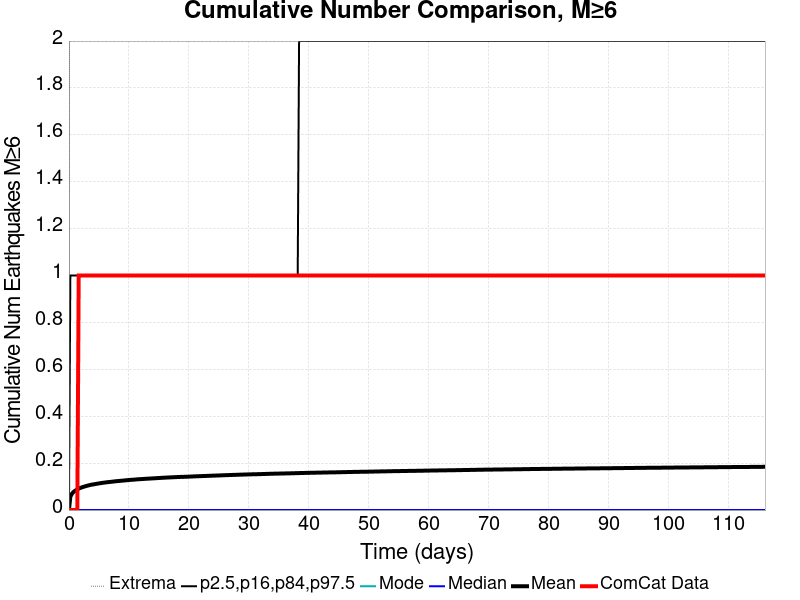 Cumulative Number Comparison, M≥6
Cumulative Num Earthquakes M≥6
2
1.8
1.6
1.4
1.2
1
0.8
0.6
0.4
0.2
0
0 10 20 30 40 50 60 70 80 90 100 110
Time (days)
Extrema p2.5,p16,p84,p97.5 Mode Median Mean ComCat Data